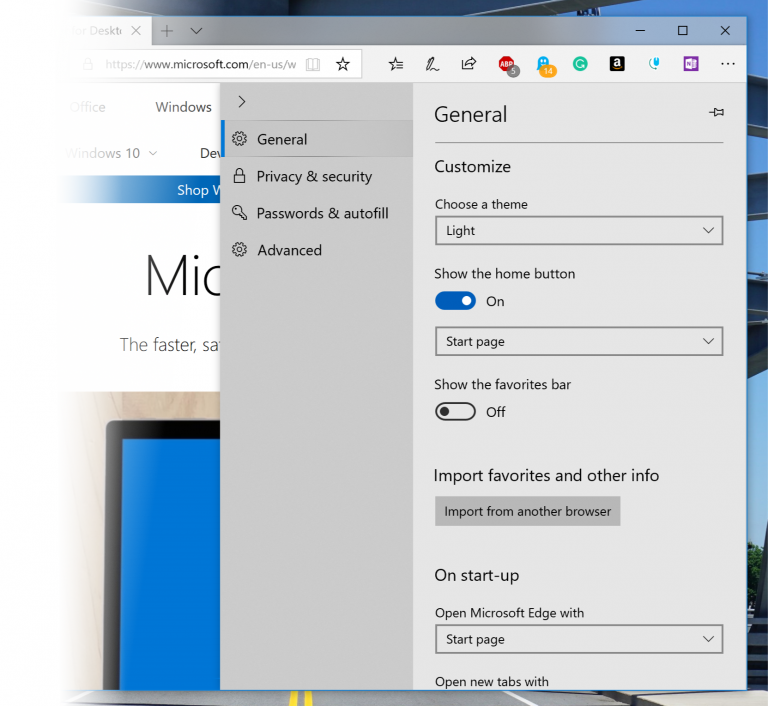 or Deskt
https://www.microsoft.com/en-us/w
ABP
5
14
G
a
N
Office
Windows
Windows 10
Dev
Shop W
Mic
The faster, sa
General
Privacy & security
Passwords & autofill
Advanced
General
Customize
Choose a theme
Light
Show the home button
On
Start page
Show the favorites bar
Off
Import favorites and other info
Import from another browser
On start-up
Open Microsoft Edge with
Start page
Open new tabs with